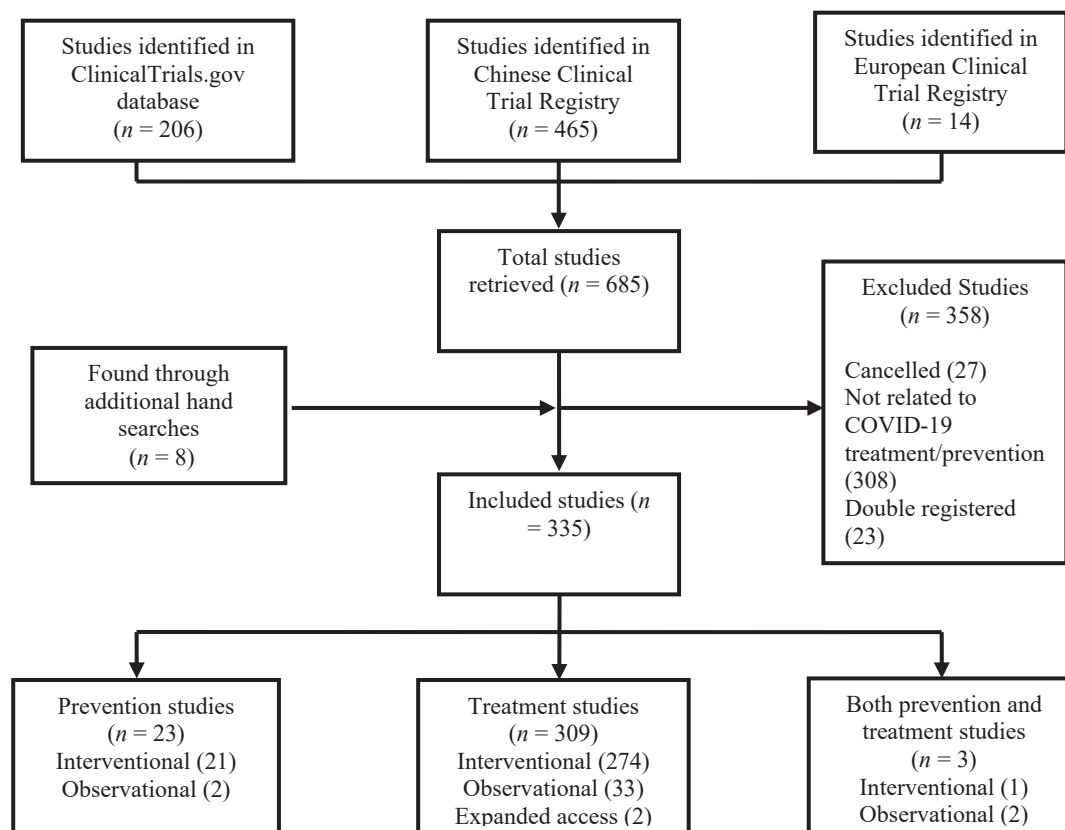 Studies identified in
ClinicalTrials.gov
database
(n = 206)
Studies identified in
Chinese Clinical
Trial Registry
(n = 465)
Studies identified in
European Clinical
Trial Registry
(n = 14)
Total studies
retrieved (n = 685)
Excluded Studies
(n = 358)
Cancelled (27)
Not related to
COVID-19
treatment/prevention
(308)
Double registered
(23)
Found through
additional hand
searches
(n = 8)
Included studies (n
= 335)
Prevention studies
(n = 23)
Interventional (21)
Observational (2)
Treatment studies
(n = 309)
Interventional (274)
Observational (33)
Expanded access (2)
Both prevention and
treatment studies
(n = 3)
Interventional (1)
Observational (2)